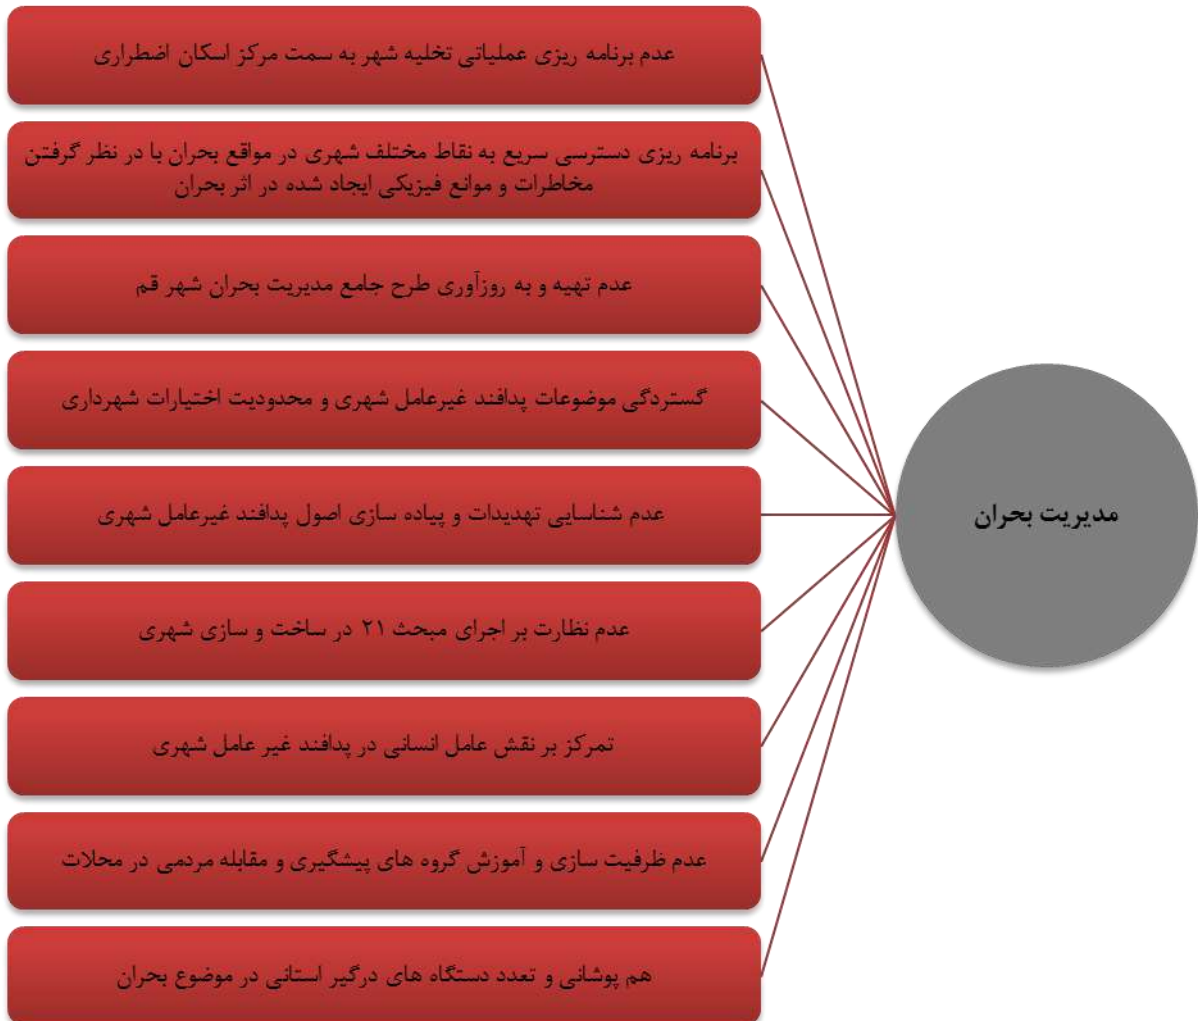 مدیریت بحران
عدم برنامه ریزی عملیاتی تخلیه شهر به سمت مرکز اسکان اضطراری
برنامه ریزی دسترسی سریع به نقاط مختلف شهری در مواقع بحران با در نظر گرفتن
مخاطرات و موانع فیزیکی ایجاد شده در اثر بحران
عدم تهیه و به روزآوری طرح جامع مدیریت بحران شهر قم
گستردگی موضوعات پدافند غیرعامل شهری و محدودیت اختیارات شهرداری
عدم شناسایی تهدیدات و پیاده سازی اصول پدافند غیرعامل شهری
عدم نظارت بر اجرای مبحث ۲۱ در ساخت و سازی شهری
تمرکز بر نقش عامل انسانی در پدافند غیر عامل شهری
عدم ظرفیت سازی و آموزش گروه های پیشگیری و مقابله مردمی در محلات
هم پوشانی و تعدد دستگاه های درگیر استانی در موضوع بحران